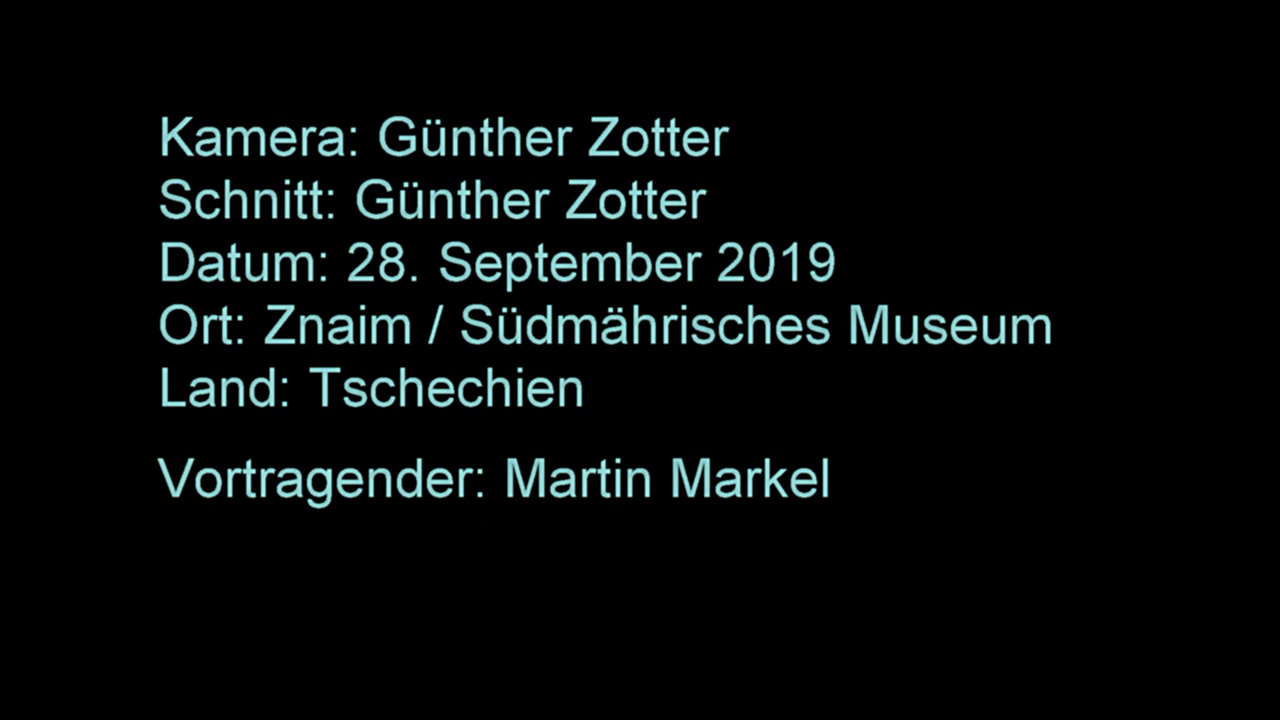 Kamera: Günther Zotter
Schnitt: Günther Zotter
Datum: 28. September 2019
Ort: Znaim / Südmährisches Museum
Land: Tschechien
Vortragender: Martin Markel